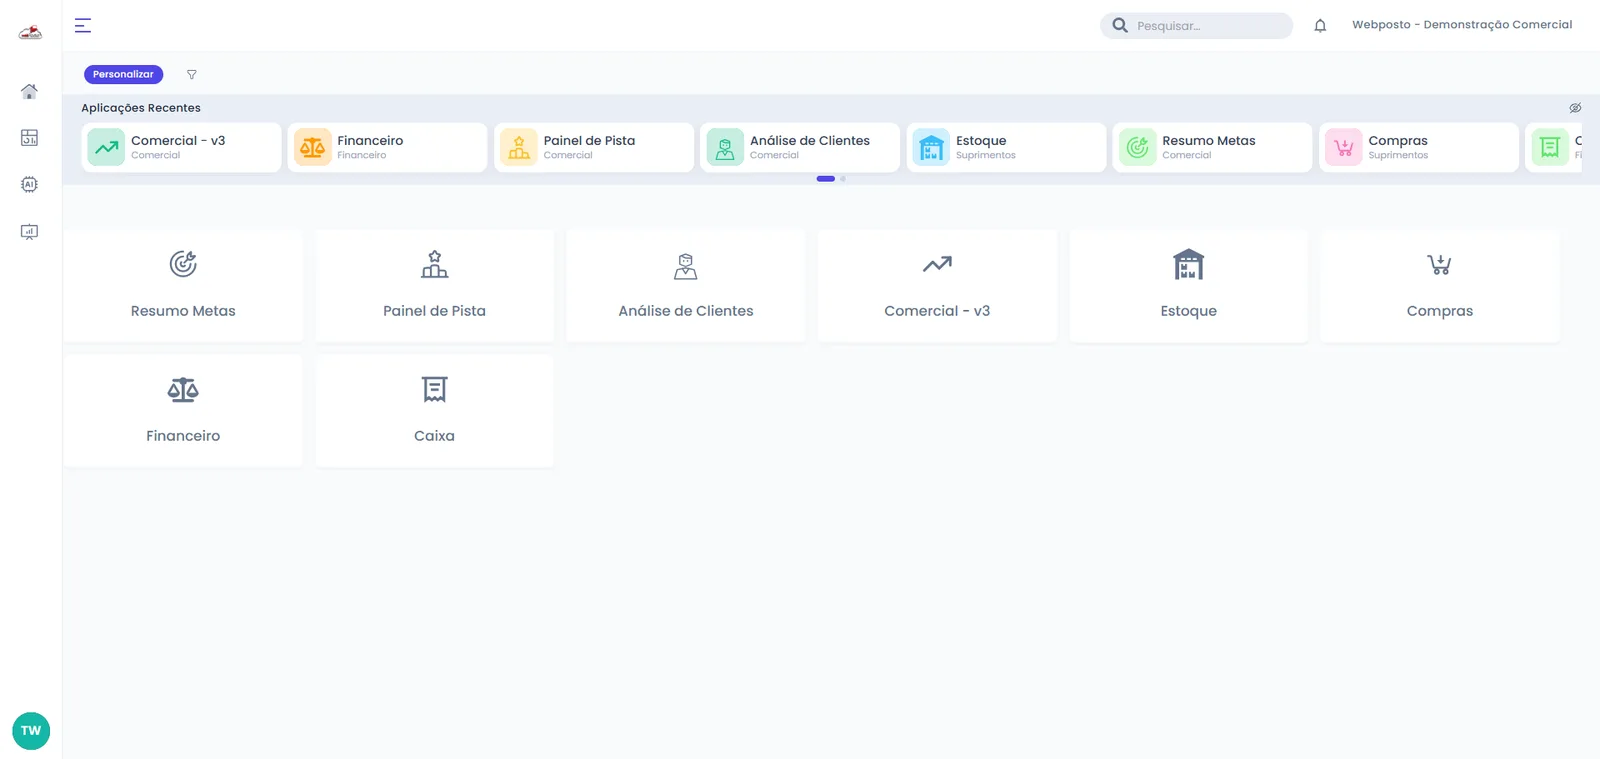 Pesquisar...
Webposto - Demonstração Comercial
Personalizar
Aplicações Recentes
Comercial - v3
Comercial
Financeiro
Financeiro
Painel de Pista
Comercial
Análise de Clientes
Comercial
Estoque
Suprimentos
Resumo Metas
Comercial
Compras
Suprimentos
AI
Resumo Metas
Painel de Pista
Análise de Clientes
Comercial - v3
Estoque
Compras
Financeiro
Caixa
TW